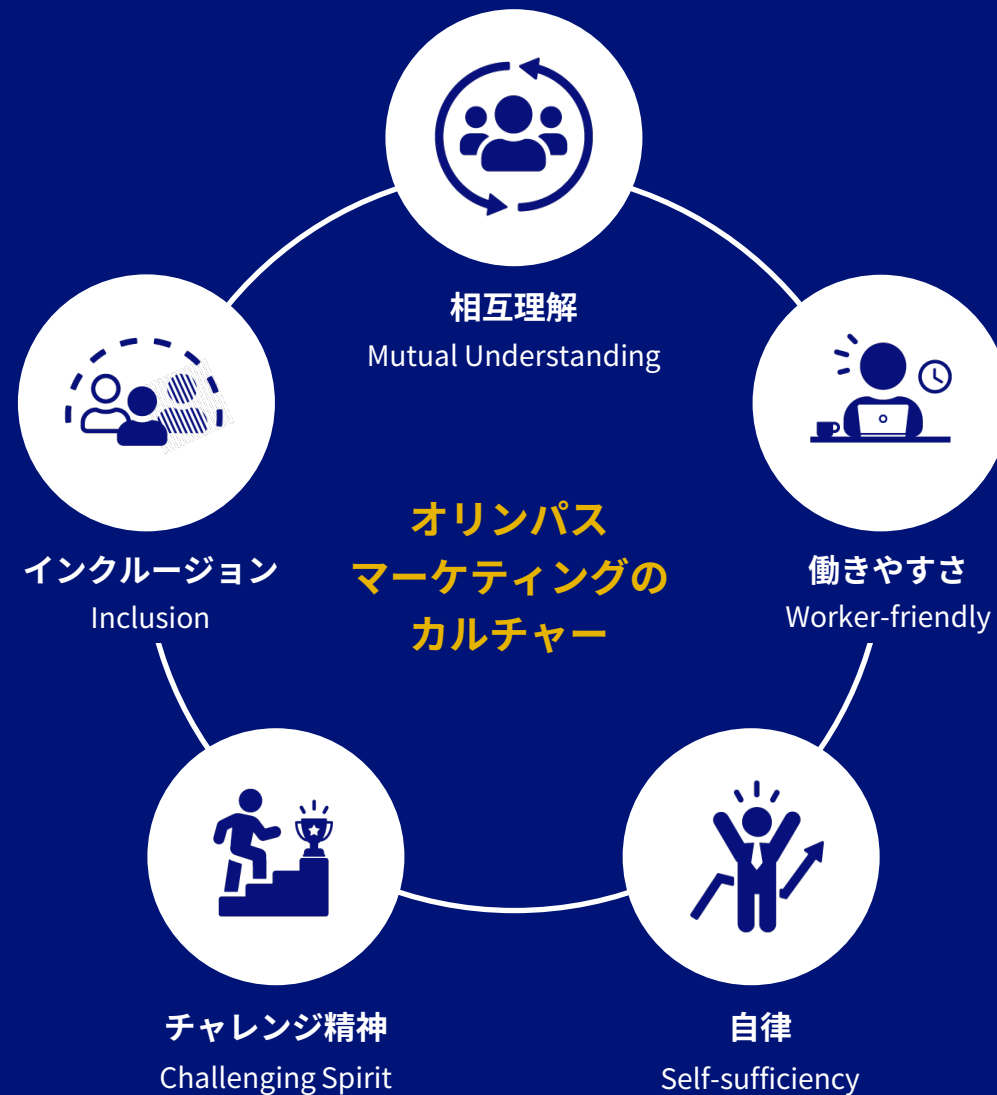 相互理解
Mutual Understanding
インクルージョン
Inclusion
オリンパス
マーケティングの
カルチャー
働きやすさ
Worker-friendly
チャレンジ精神
Challenging Spirit
自律
Self-sufficiency